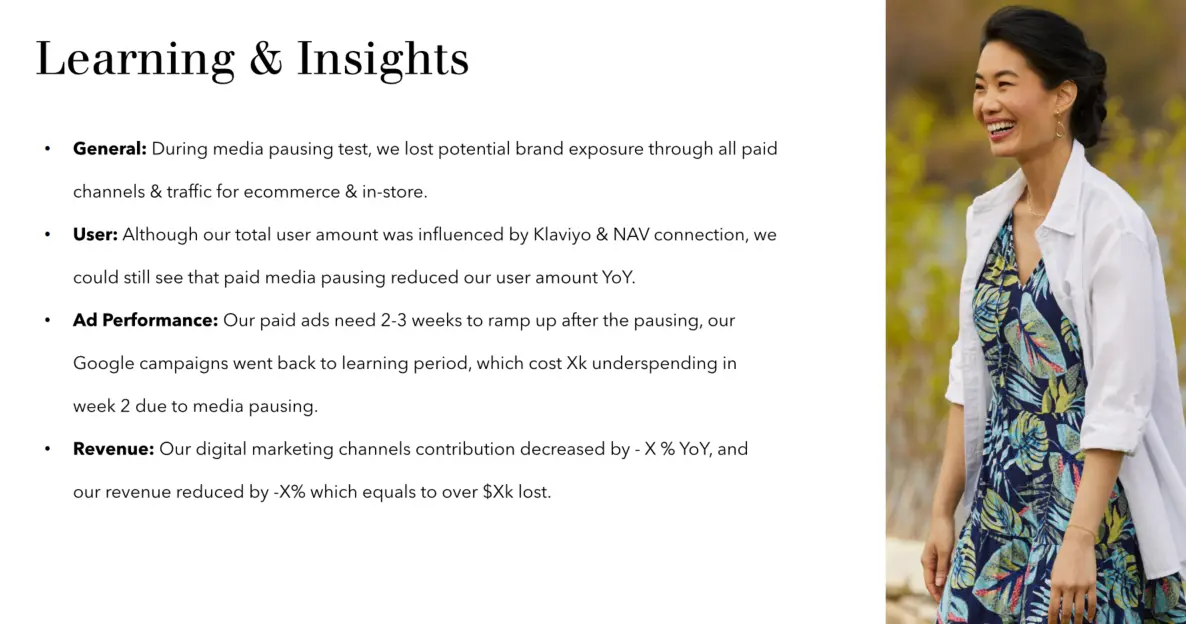 Learning & Insights
• General: During media pausing test, we lost potential brand exposure through all paid
channels & traffic for ecommerce & in-store.
• User: Although our total user amount was influenced by Klaviyo & NAV connection, we
could still see that paid media pausing reduced our user amount YoY.
• Ad Performance: Our paid ads need 2-3 weeks to ramp up after the pausing, our
Google campaigns went back to learning period, which cost Xk underspending in
week 2 due to media pausing.
• Revenue: Our digital marketing channels contribution decreased by - X % YoY, and
our revenue reduced by -X% which equals to over $Xk lost.